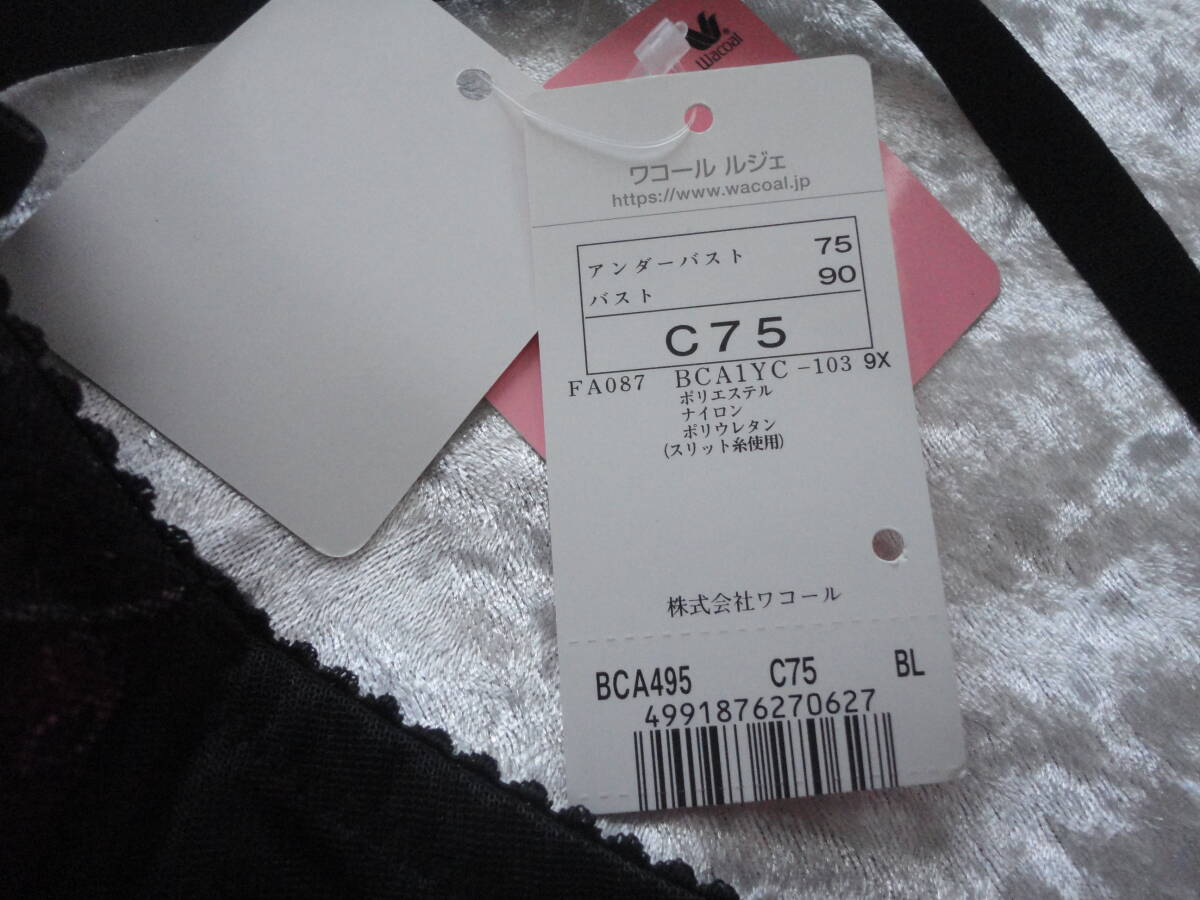 Wacoal
ワコール ルジェ
https://www.wacoal.jp
アンダーバスト 75
バスト 90
C75
FA087 BCA1YC-103 9X
ポリエステル
ナイロン
ポリウレタン
(スリット糸使用)
株式会社ワコール
BCA495 C75 BL
4991876270627